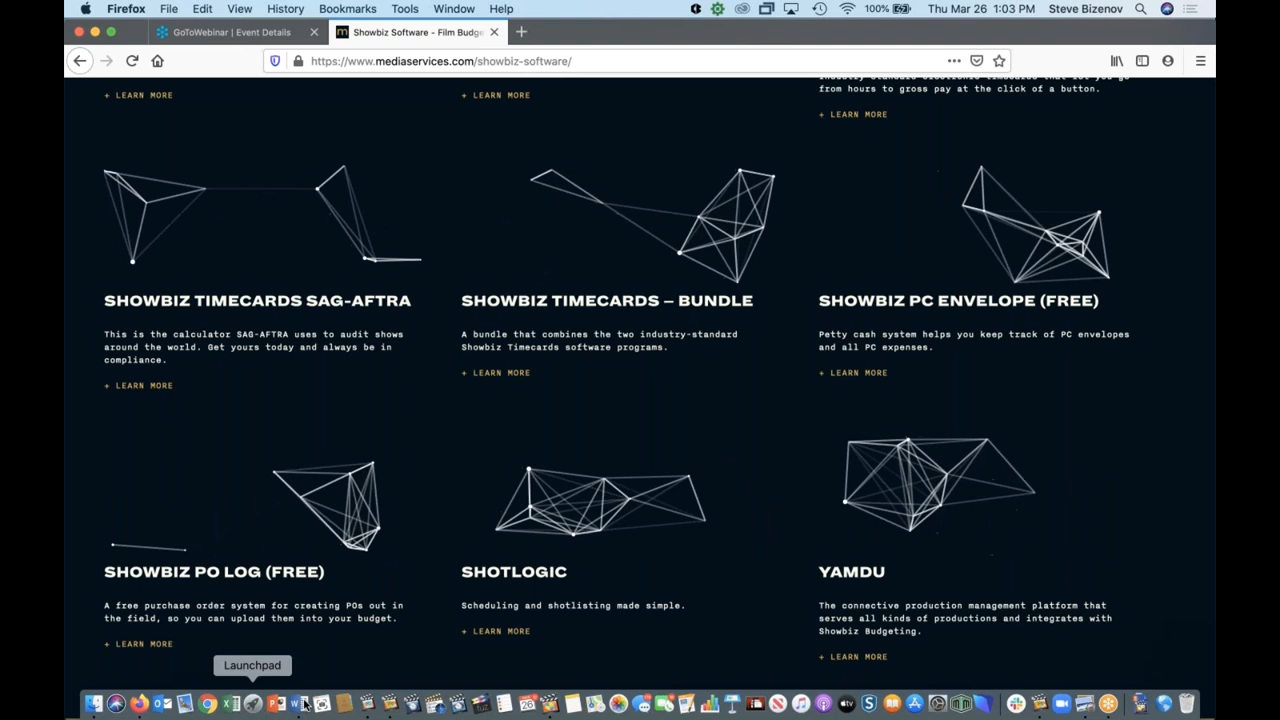 Firefox File Edit View History Bookmarks Tools Window Help 100% Thu Mar 26 1:03 PM Steve Bizenov
GoToWebinar | Event Details Showbiz Software - Film Budge
https://www.mediaservices.com/showbiz-software/
industry standard electronic timecards that let you go
from hours to gross pay at the click of a button.
+ LEARN MORE
+ LEARN MORE
+ LEARN MORE
SHOWBIZ TIMECARDS SAG-AFTRA
This is the calculator SAG-AFTRA uses to audit shows
around the world. Get yours today and always be in
compliance.
+ LEARN MORE
SHOWBIZ TIMECARDS – BUNDLE
A bundle that combines the two industry-standard
Showbiz Timecards software programs.
+ LEARN MORE
SHOWBIZ PC ENVELOPE (FREE)
Petty cash system helps you keep track of PC envelopes
and all PC expenses.
+ LEARN MORE
SHOWBIZ PO LOG (FREE)
A free purchase order system for creating POs out in
the field, so you can upload them into your budget.
+ LEARN MORE
SHOTLOGIC
Scheduling and shotlisting made simple.
+ LEARN MORE
YAMDU
The connective production management platform that
serves all kinds of productions and integrates with
Showbiz Budgeting.
+ LEARN MORE
Launchpad